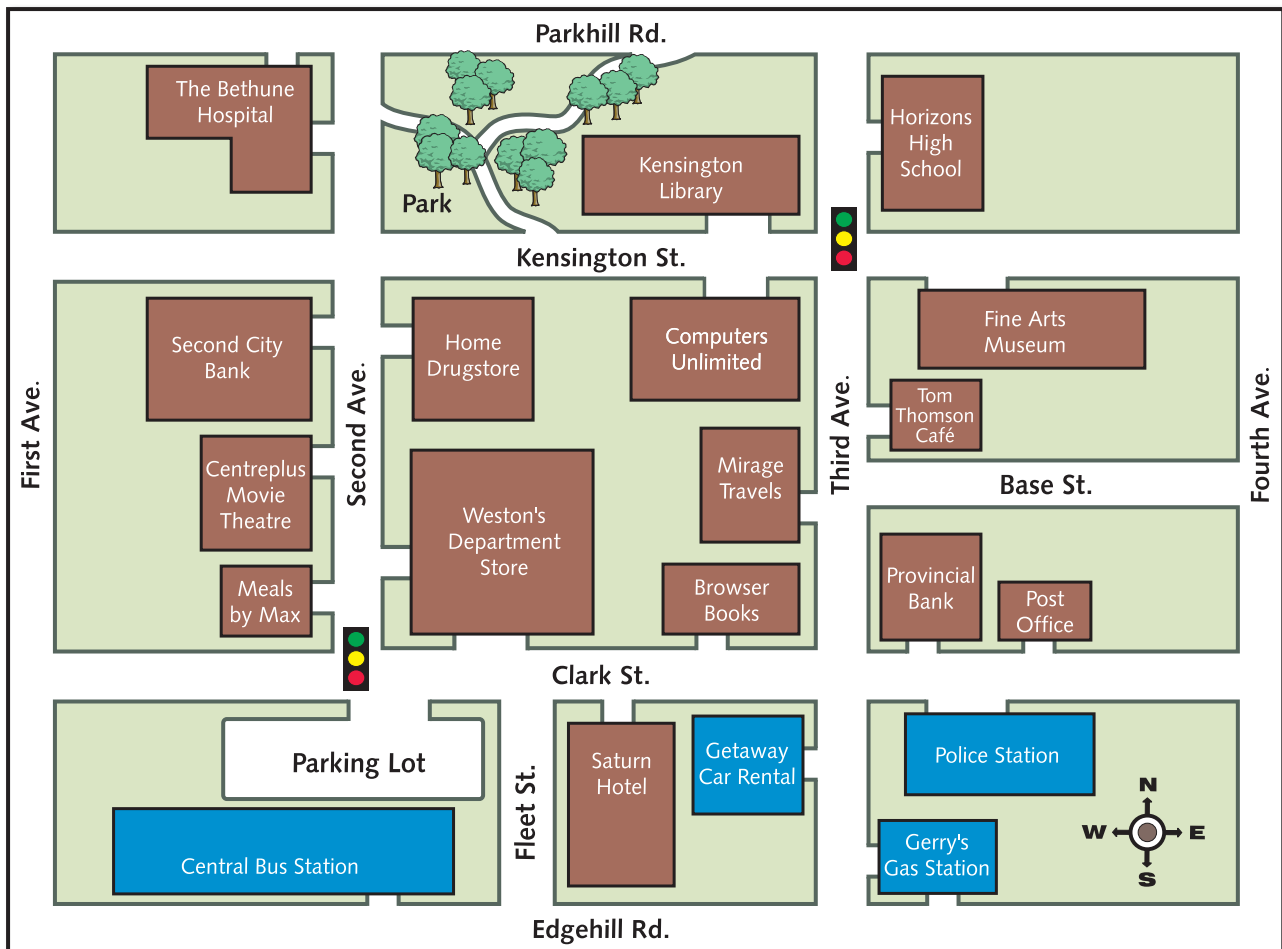 Parkhill Rd.
The Bethune
Hospital
Park
Kensington
Library
Horizons
High
School
Kensington St.
First Ave.
Second City
Bank
Centreplus
Movie
Theatre
Meals
by Max
Second Ave.
Home
Drugstore
Computers
Unlimited
Weston's
Department
Store
Mirage
Travels
Browser
Books
Third Ave.
Fine Arts
Museum
Tom
Thomson
Café
Base St.
Provincial
Bank
Post
Office
Fourth Ave.
Clark St.
Parking Lot
Central Bus Station
Fleet St.
Saturn
Hotel
Getaway
Car Rental
Police Station
Gerry's
Gas Station
N
W
E
S
Edgehill Rd.